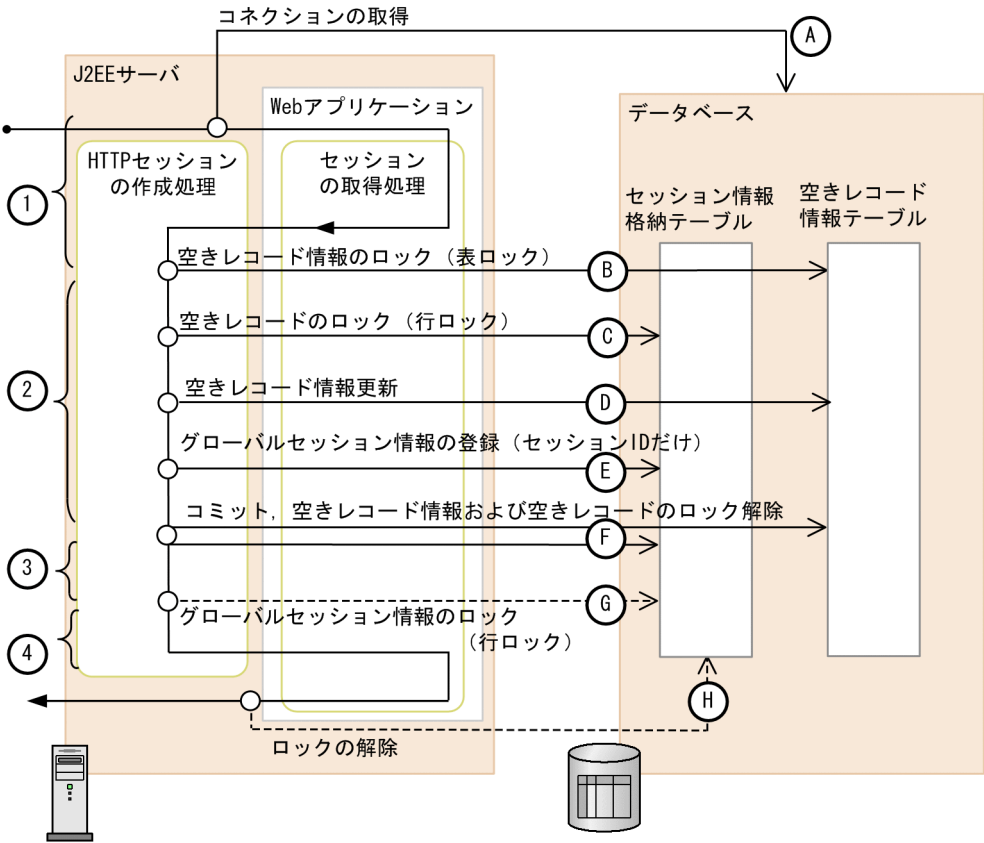 コネクションの取得
A
J2EEサーバ
Webアプリケーション
データベース
HTTPセッション
の作成処理
セッション
の取得処理
1
セッション情報
格納テーブル
空きレコード
情報テーブル
空きレコード情報のロック（表ロック）
B
空きレコードのロック（行ロック）
C
2
空きレコード情報更新
D
グローバルセッション情報の登録（セッションIDだけ）
E
コミット，空きレコード情報および空きレコードのロック解除
F
3
G
グローバルセッション情報のロック
（行ロック）
4
H
ロックの解除